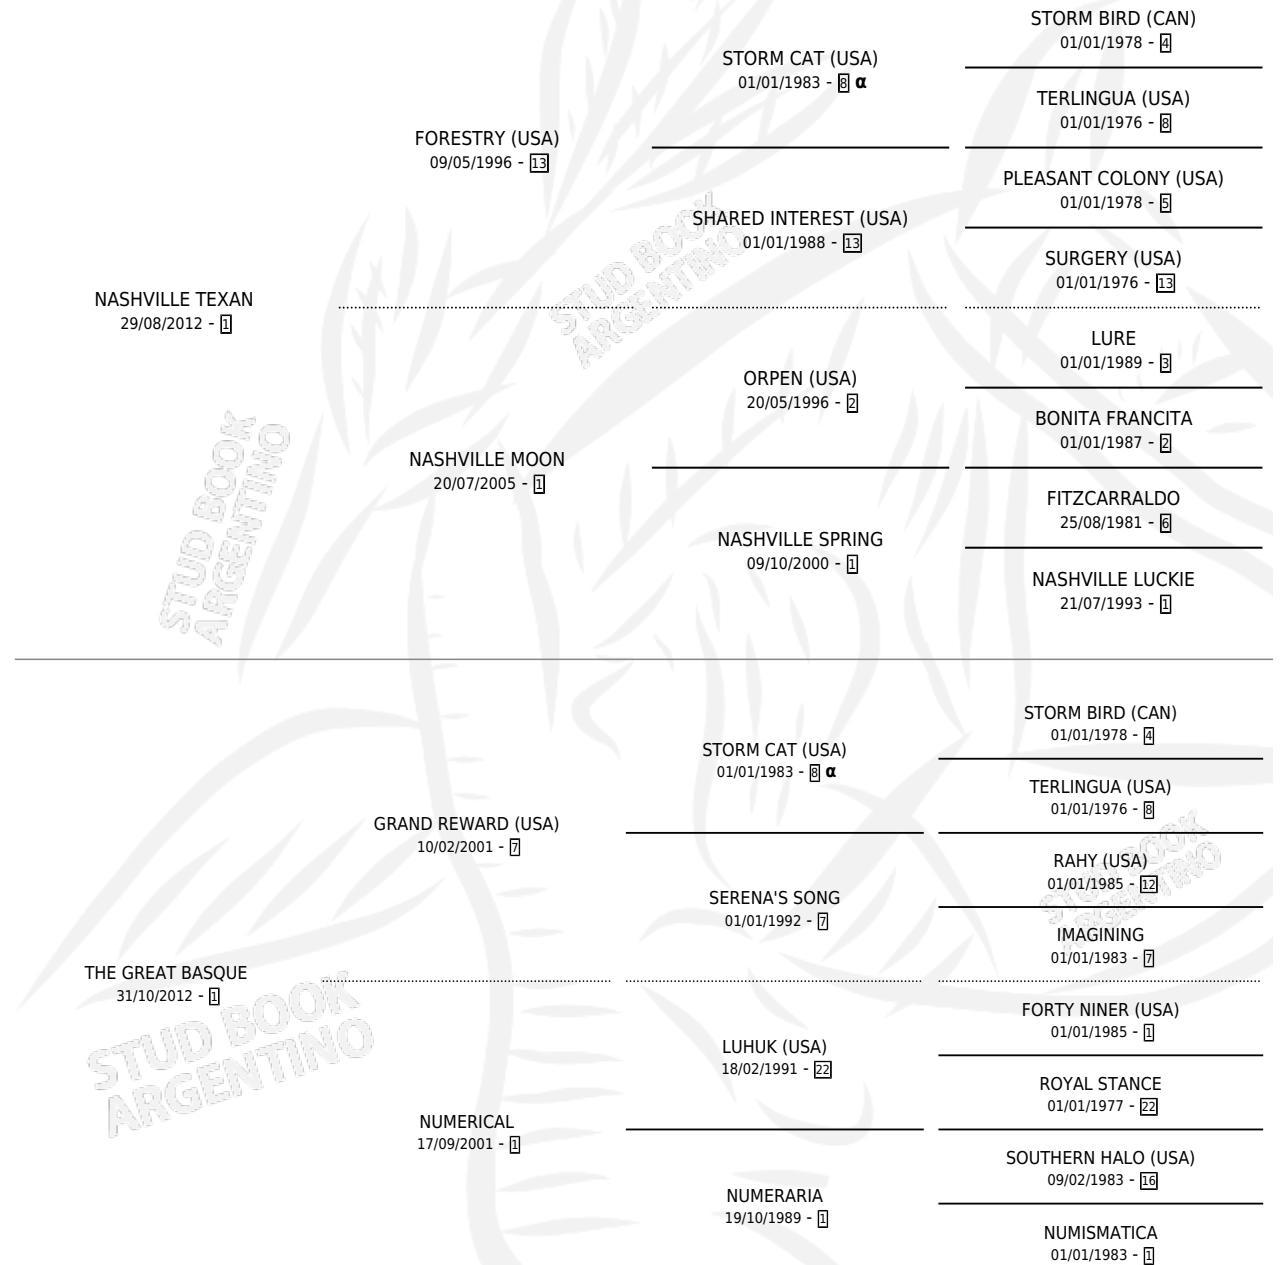 STORM BIRD (CAN)
01/01/1978 - 4
STORM CAT (USA)
01/01/1983 - 8 α
TERLINGUA (USA)
01/01/1976 - 8
FORESTRY (USA)
09/05/1996 - 13
PLEASANT COLONY (USA)
01/01/1978 - 5
SHARED INTEREST (USA)
01/01/1988 - 13
SURGERY (USA)
01/01/1976 - 13
NASHVILLE TEXAN
29/08/2012 - 1
LURE
01/01/1989 - 3
ORPEN (USA)
20/05/1996 - 2
BONITA FRANCITA
01/01/1987 - 2
NASHVILLE MOON
20/07/2005 - 1
FITZCARRALDO
25/08/1981 - 6
NASHVILLE SPRING
09/10/2000 - 1
NASHVILLE LUCKIE
21/07/1993 - 1
STUD BOOK
ARGENTINO
STUD BOOK
ARGENTINO
STORM BIRD (CAN)
01/01/1978 - 4
STORM CAT (USA)
01/01/1983 - 8 α
TERLINGUA (USA)
01/01/1976 - 8
GRAND REWARD (USA)
10/02/2001 - 7
RAHY (USA)
01/01/1985 - 12
SERENA'S SONG
01/01/1992 - 7
IMAGINING
01/01/1983 - 7
THE GREAT BASQUE
31/10/2012 - 1
FORTY NINER (USA)
01/01/1985 - 1
LUHUK (USA)
18/02/1991 - 22
ROYAL STANCE
01/01/1977 - 22
NUMERICAL
17/09/2001 - 1
SOUTHERN HALO (USA)
09/02/1983 - 16
NUMERARIA
19/10/1989 - 1
NUMISMATICA
01/01/1983 - 1
STUD BOOK
ARGENTINO
STUD BOOK
ARGENTINO